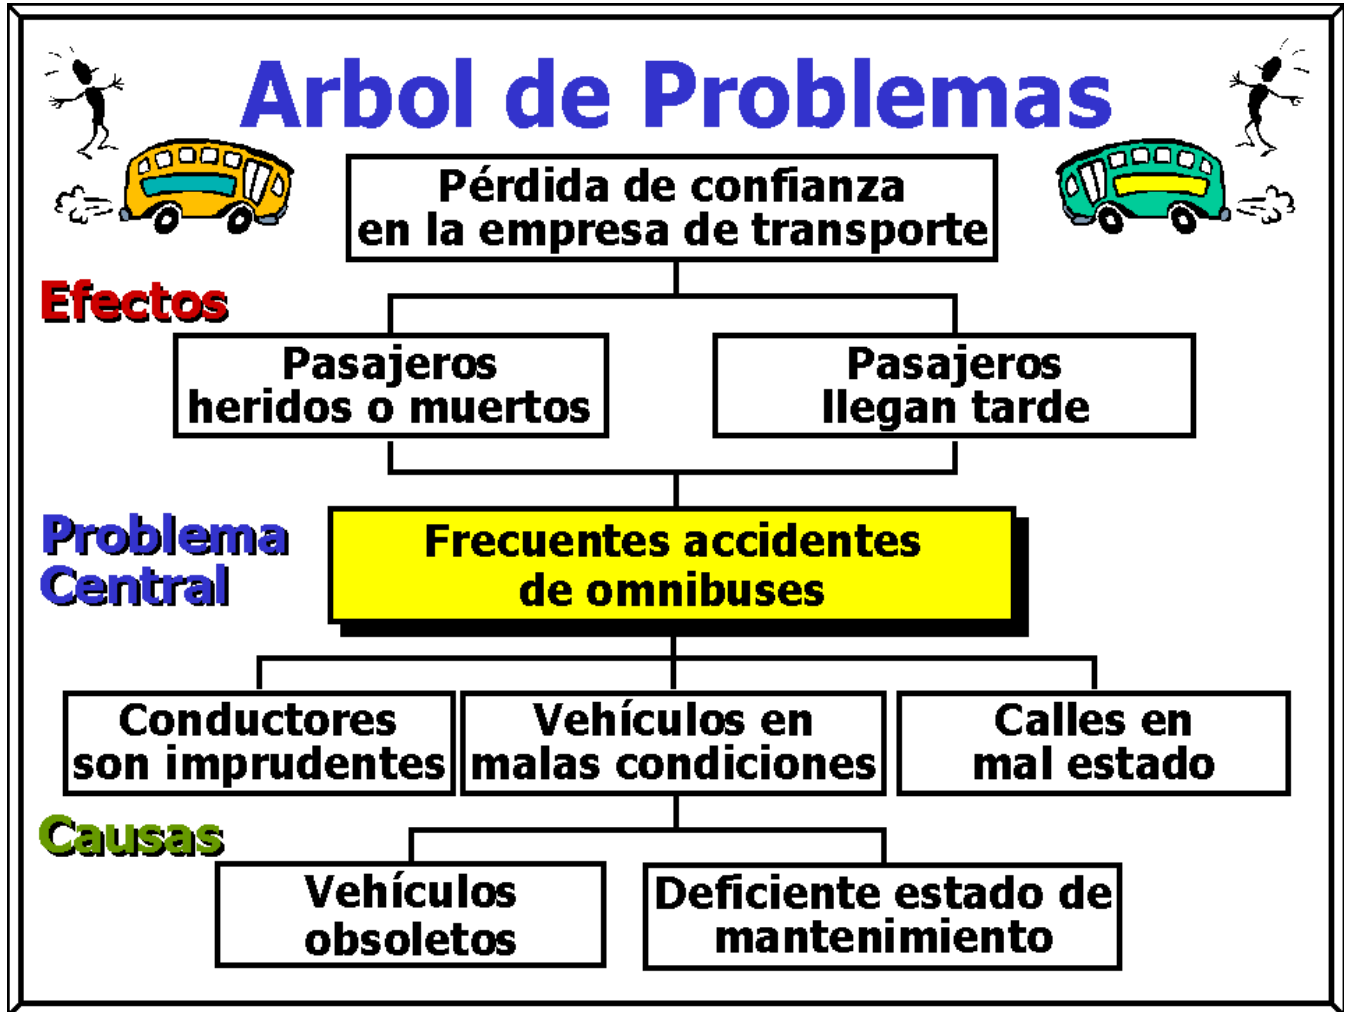 Arbol de Problemas
Pérdida de confianza
en la empresa de transporte
Efectos
Pasajeros
heridos o muertos
Pasajeros
llegan tarde
Problema
Central
Frecuentes accidentes
de omnibuses
Conductores
son imprudentes
Vehículos en
malas condiciones
Calles en
mal estado
Causas
Vehículos
obsoletos
Deficiente estado de
mantenimiento